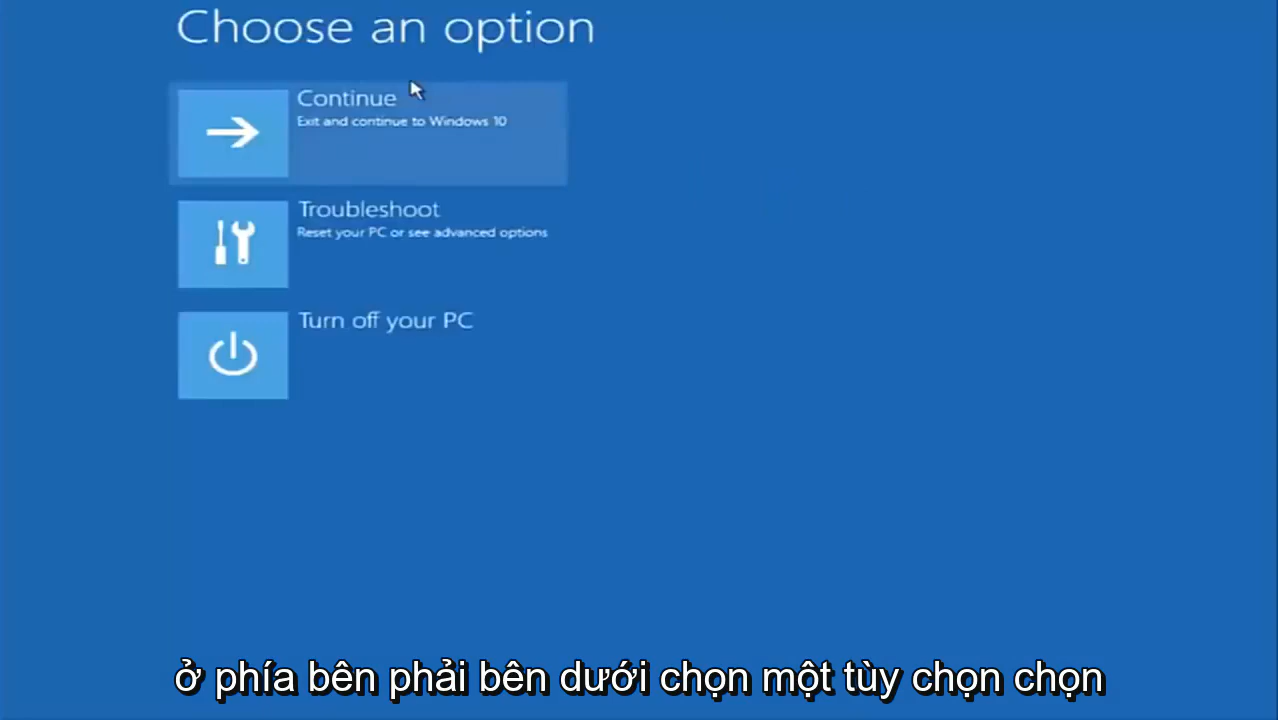 Choose an option
Continue
Exit and continue to Windows 10
Troubleshoot
Reset your PC or see advanced options
Turn off your PC
ở phía bên phải bên dưới chọn một tùy chọn chọn